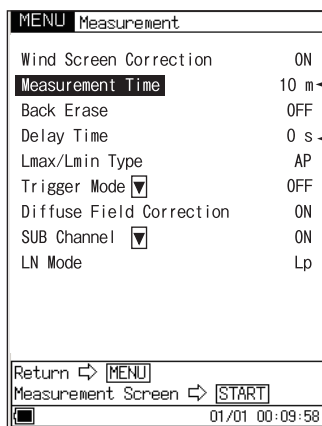 MENU Measurement
Wind Screen Correction ON
Measurement Time 10 m
Back Erase OFF
Delay Time 0 s
Lmax/Lmin Type AP
Trigger Mode ▼ OFF
Diffuse Field Correction ON
SUB Channel ▼ ON
LN Mode Lp
Return ⇨ MENU
Measurement Screen ⇨ START
01/01 00:09:58